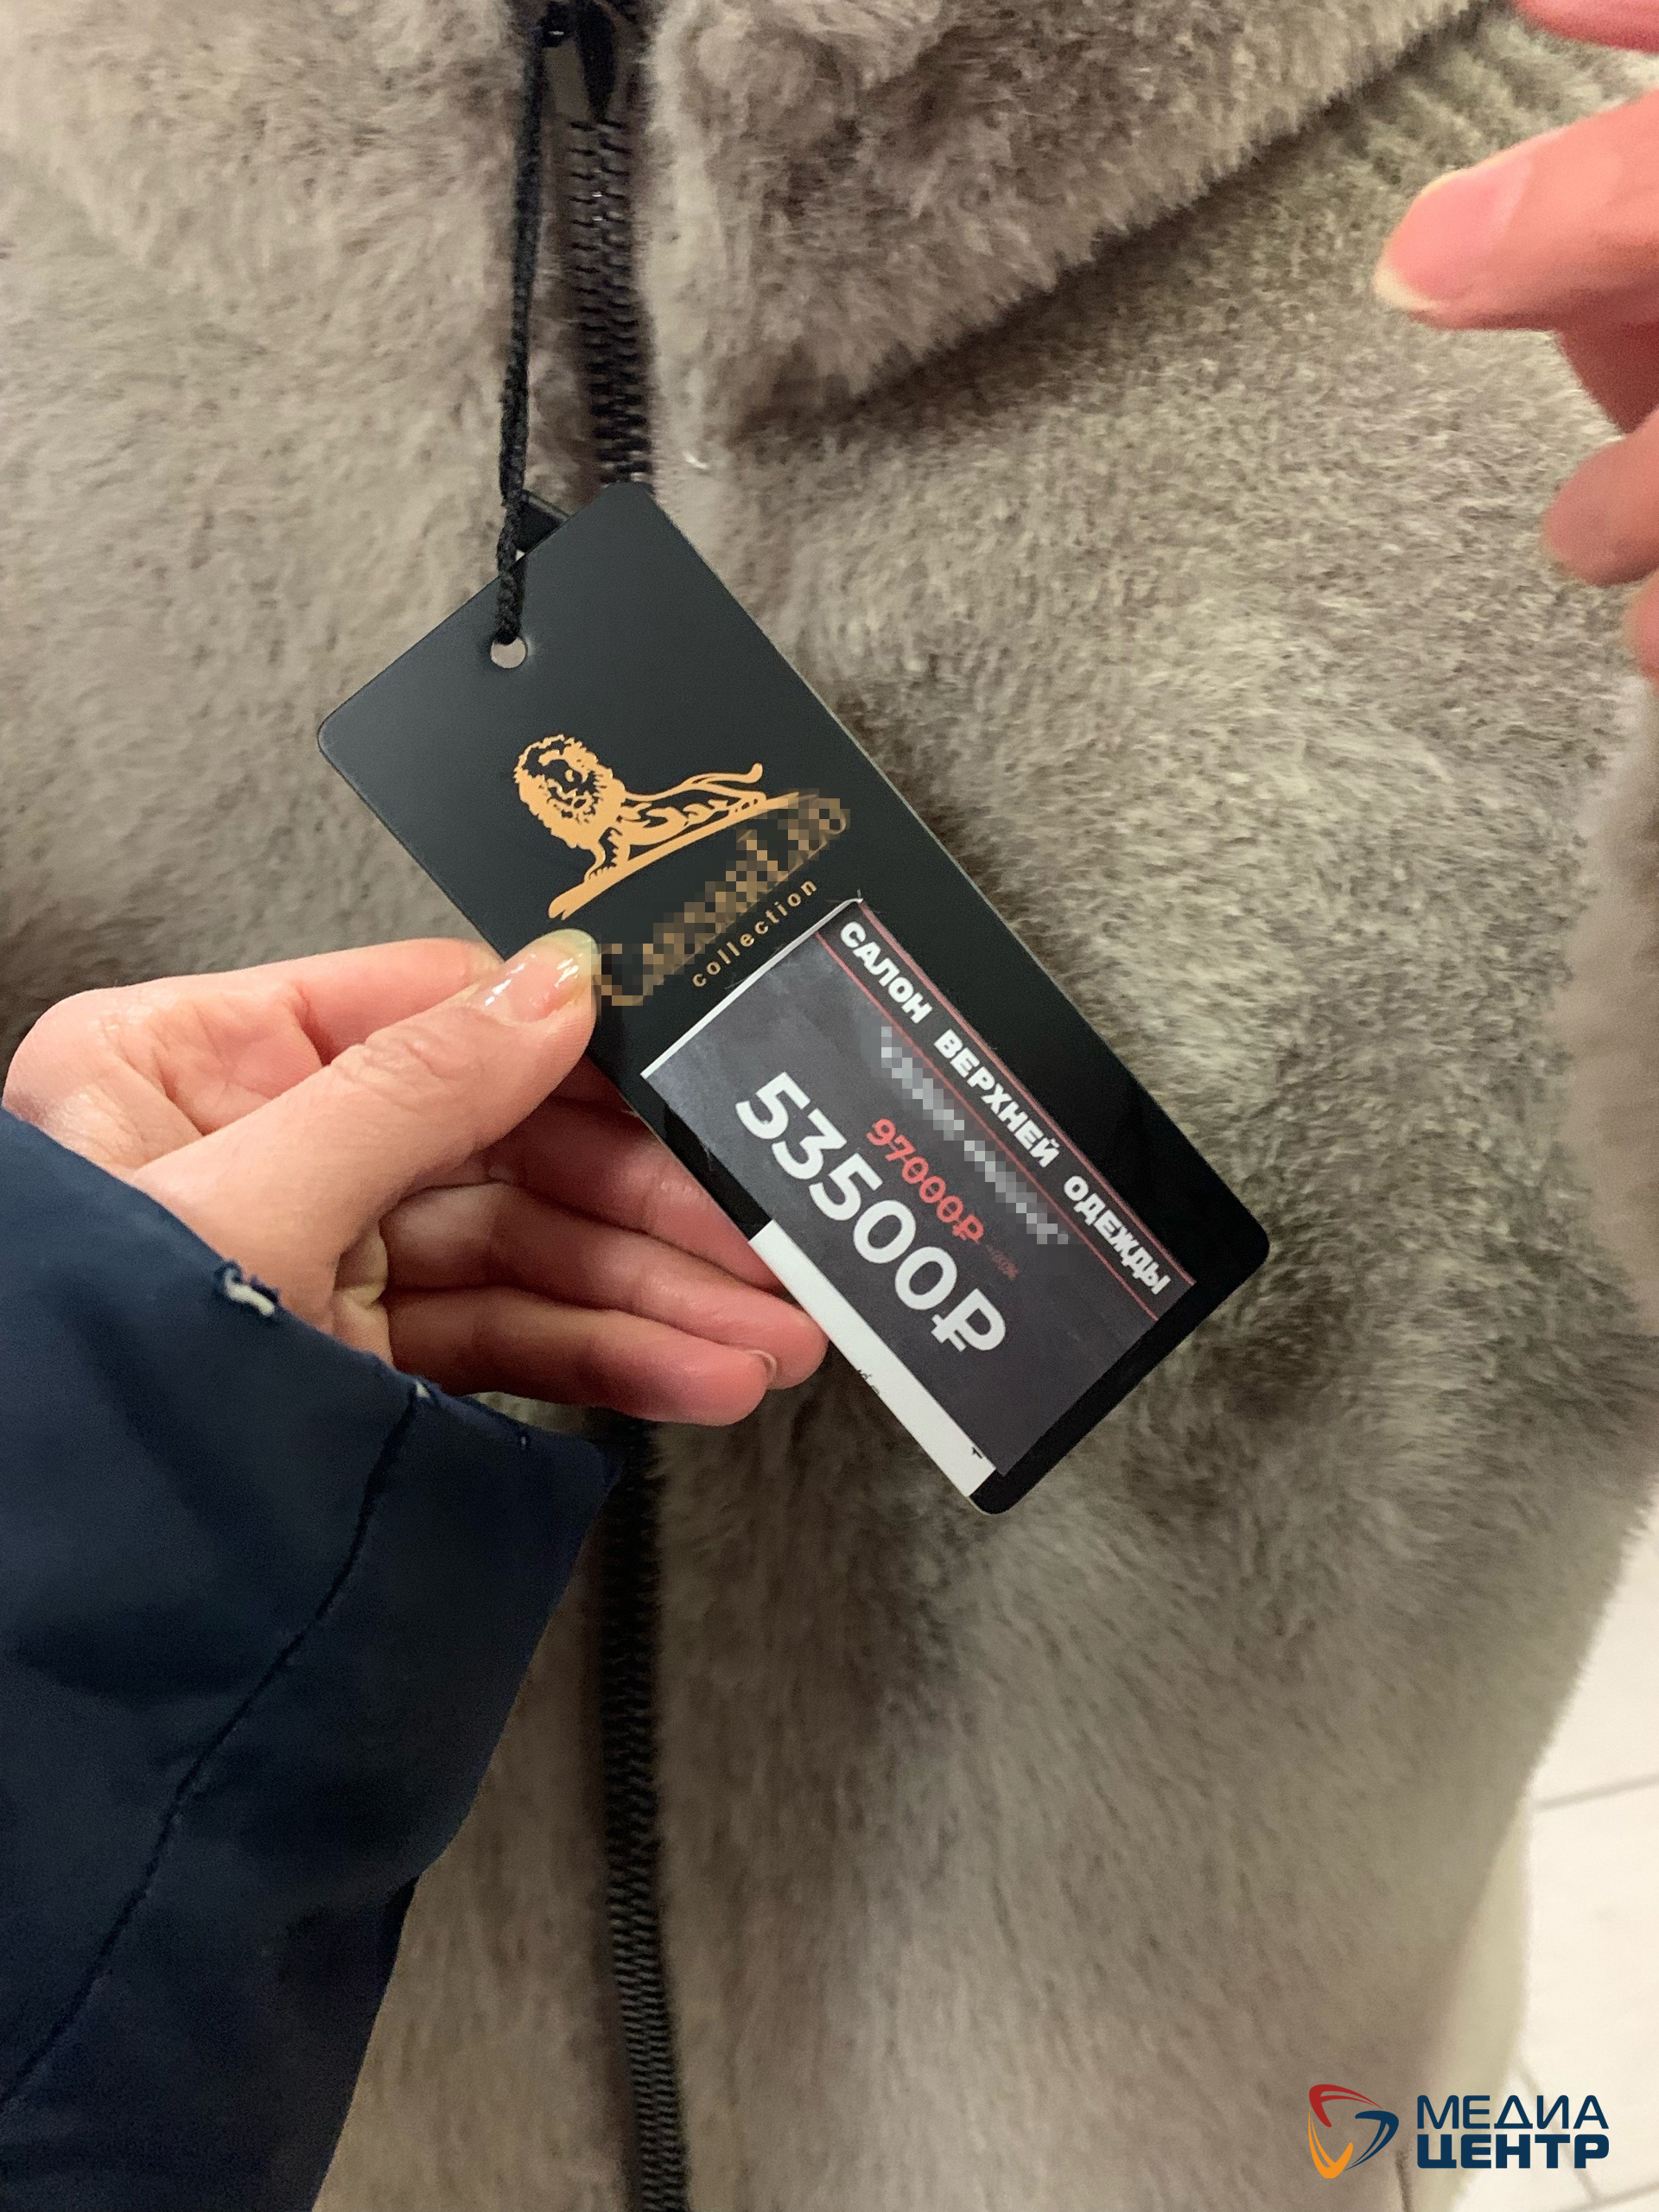 collection
САЛОН ВЕРХНЕЙ ОДЕЖДЫ
97000₽
53500₽
МЕДИА
ЦЕНТР